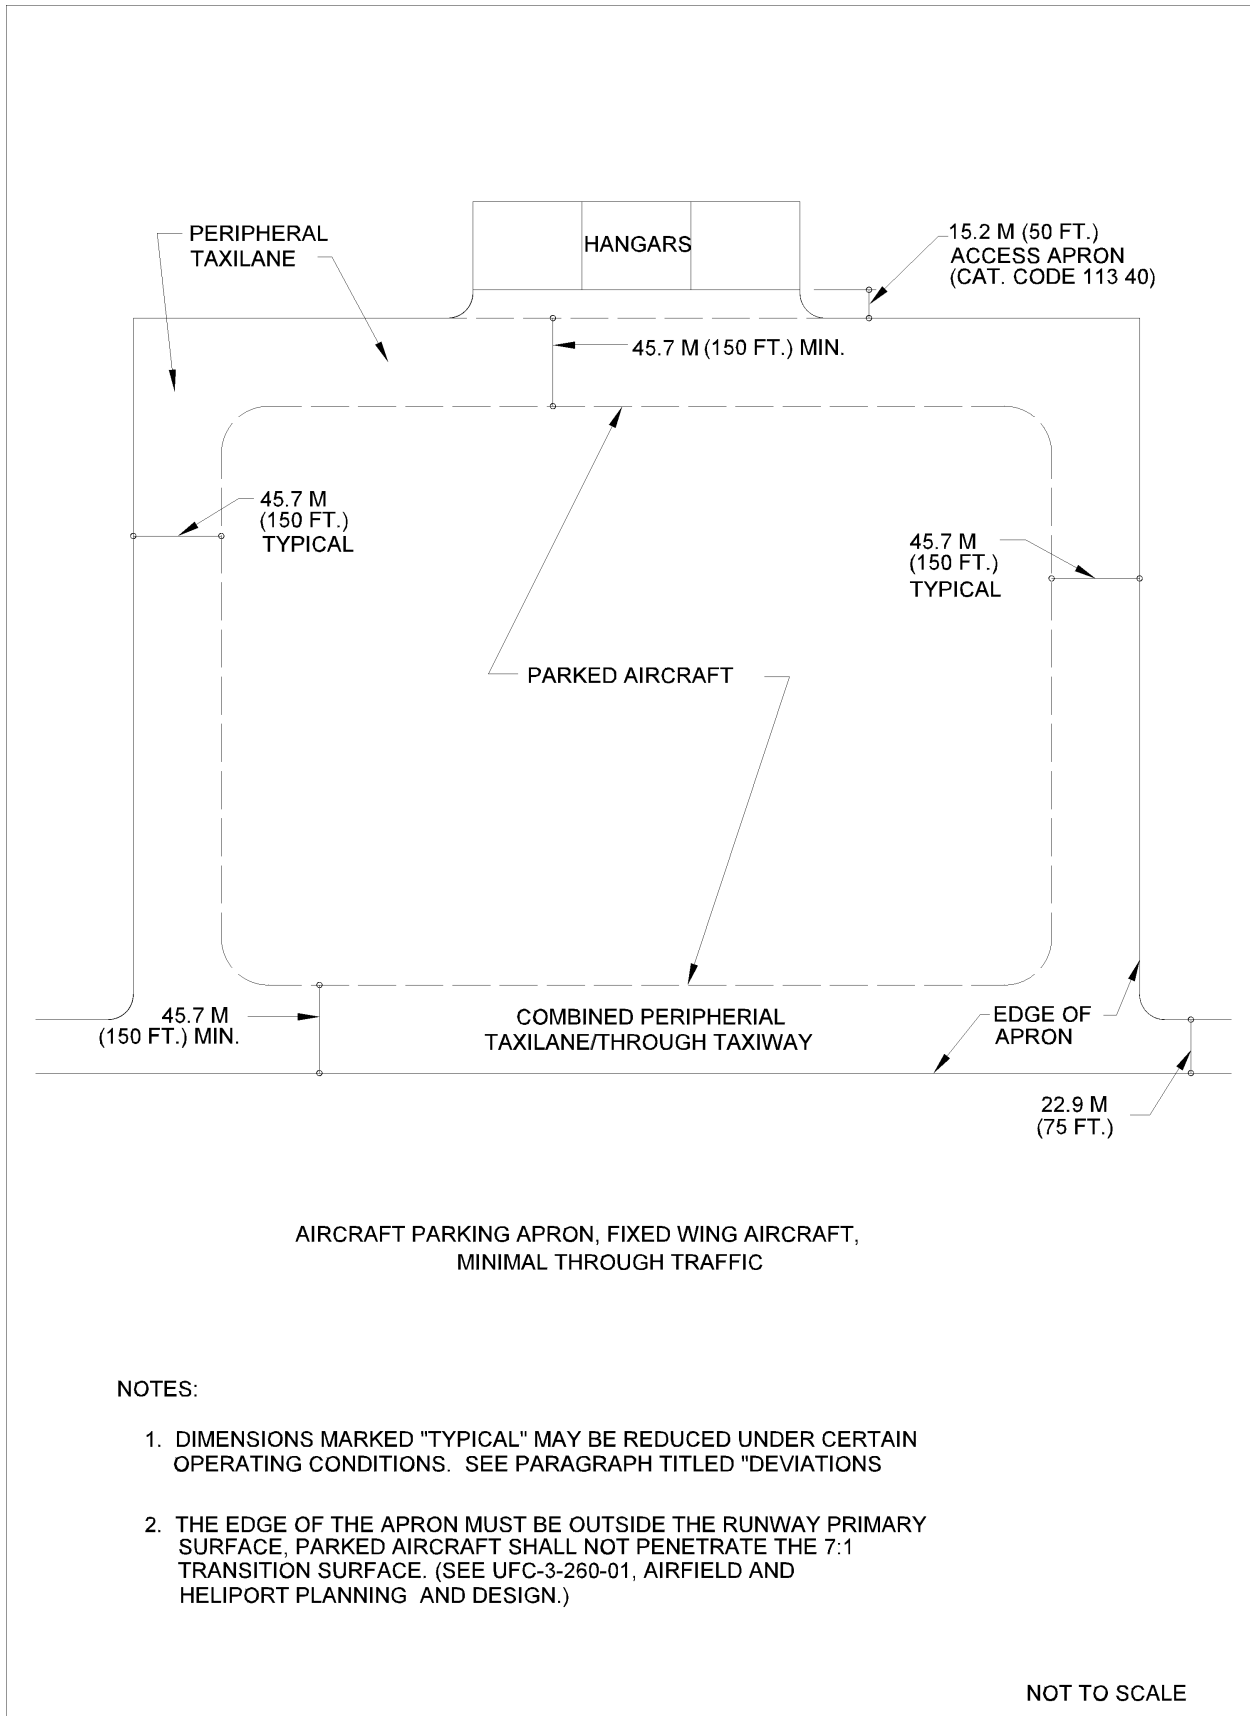 PERIPHERAL
TAXILANE
HANGARS
15.2 M (50 FT.)
ACCESS APRON
(CAT. CODE 113 40)
45.7 M (150 FT.) MIN.
45.7 M
(150 FT.)
TYPICAL
45.7 M
(150 FT.)
TYPICAL
PARKED AIRCRAFT
45.7 M
(150 FT.) MIN.
COMBINED PERIPHERIAL
TAXILANE/THROUGH TAXIWAY
EDGE OF
APRON
22.9 M
(75 FT.)
AIRCRAFT PARKING APRON, FIXED WING AIRCRAFT,
MINIMAL THROUGH TRAFFIC
NOTES:
1. DIMENSIONS MARKED "TYPICAL" MAY BE REDUCED UNDER CERTAIN
OPERATING CONDITIONS. SEE PARAGRAPH TITLED "DEVIATIONS
2. THE EDGE OF THE APRON MUST BE OUTSIDE THE RUNWAY PRIMARY
SURFACE, PARKED AIRCRAFT SHALL NOT PENETRATE THE 7:1
TRANSITION SURFACE. (SEE UFC-3-260-01, AIRFIELD AND
HELIPORT PLANNING AND DESIGN.)
NOT TO SCALE